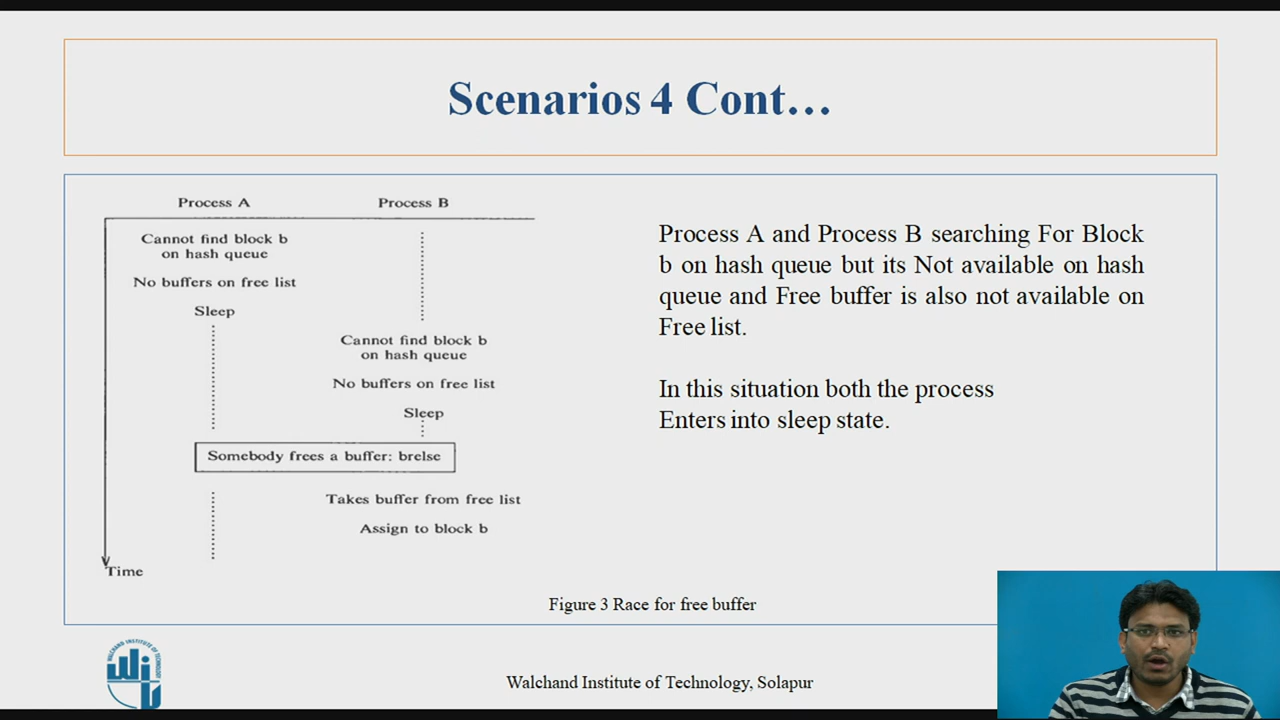 Scenarios 4 Cont…
Process A
Process B
Cannot find block b
on hash queue
No buffers on free list
Sleep
Cannot find block b
on hash queue
No buffers on free list
Sleep
Somebody frees a buffer: brelse
Takes buffer from free list
Assign to block b
Time
Process A and Process B searching For Block
b on hash queue but its Not available on hash
queue and Free buffer is also not available on
Free list.
In this situation both the process
Enters into sleep state.
Figure 3 Race for free buffer
WALCHAND INSTITUTE OF TECHNOLOGY
Walchand Institute of Technology, Solapur